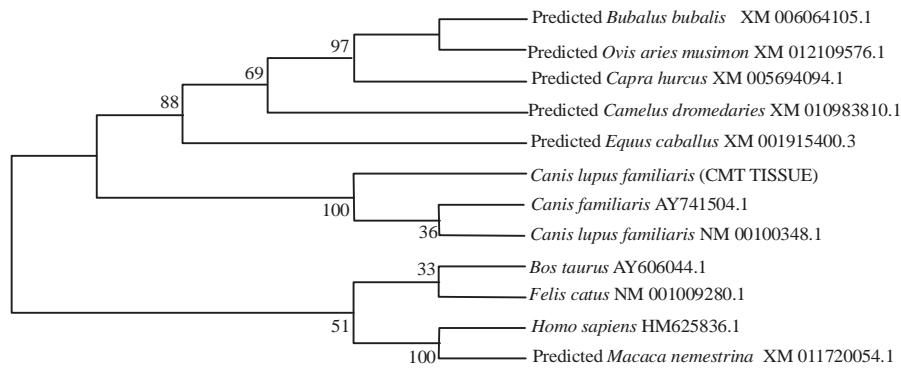 Predicted Bubalus bubalis XM 006064105.1
97
Predicted Ovis aries musimon XM 012109576.1
69
Predicted Capra hurcus XM 005694094.1
88
Predicted Camelus dromedaries XM 010983810.1
Predicted Equus caballus XM 001915400.3
Canis lupus familiaris (CMT TISSUE)
100
Canis familiaris AY741504.1
36
Canis lupus familiaris NM 00100348.1
33
Bos taurus AY606044.1
Felis catus NM 001009280.1
51
Homo sapiens HM625836.1
100
Predicted Macaca nemestrina XM 011720054.1